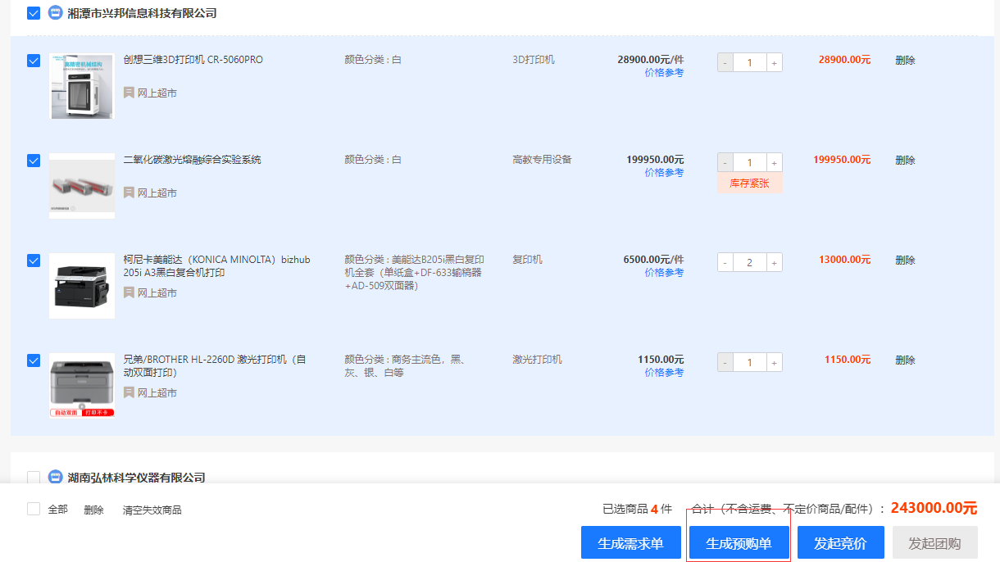 湘潭市兴邦信息科技有限公司
高精密机械结构
创想三维3D打印机 CR-5060PRO
网上超市
颜色分类 : 白
3D打印机
28900.00元/件
价格参考
- 1 +
28900.00元
删除
二氧化碳激光熔融综合实验系统
网上超市
颜色分类 : 白
高教专用设备
199950.00元
价格参考
- 1 +
库存紧张
199950.00元
删除
柯尼卡美能达（KONICA MINOLTA）bizhub
205i A3黑白复合机打印
网上超市
颜色分类 : 美能达B205i黑白复印
机全套（单纸盒+DF-633输稿器
+AD-509双面器）
复印机
6500.00元/件
价格参考
- 2 +
13000.00元
删除
自动双面 打印不卡
兄弟/BROTHER HL-2260D 激光打印机（自
动双面打印）
网上超市
颜色分类 : 商务主流色，黑、
灰、银、白等
激光打印机
1150.00元
价格参考
- 1 +
1150.00元
删除
湖南弘林科学仪器有限公司
全部 删除 清空失效商品
已选商品 4 件 合计（不含运费、不定价商品/配件）: 243000.00元
生成需求单 生成预购单 发起竞价 发起团购